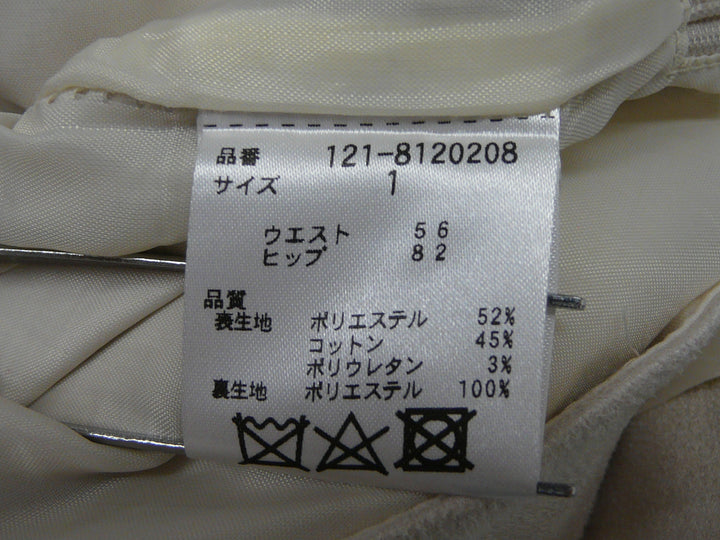 品番 121-8120208
サイズ 1
ウエスト 56
ヒップ 82
品質
表生地 ポリエステル 52%
コットン 45%
ポリウレタン 3%
裏生地 ポリエステル 100%